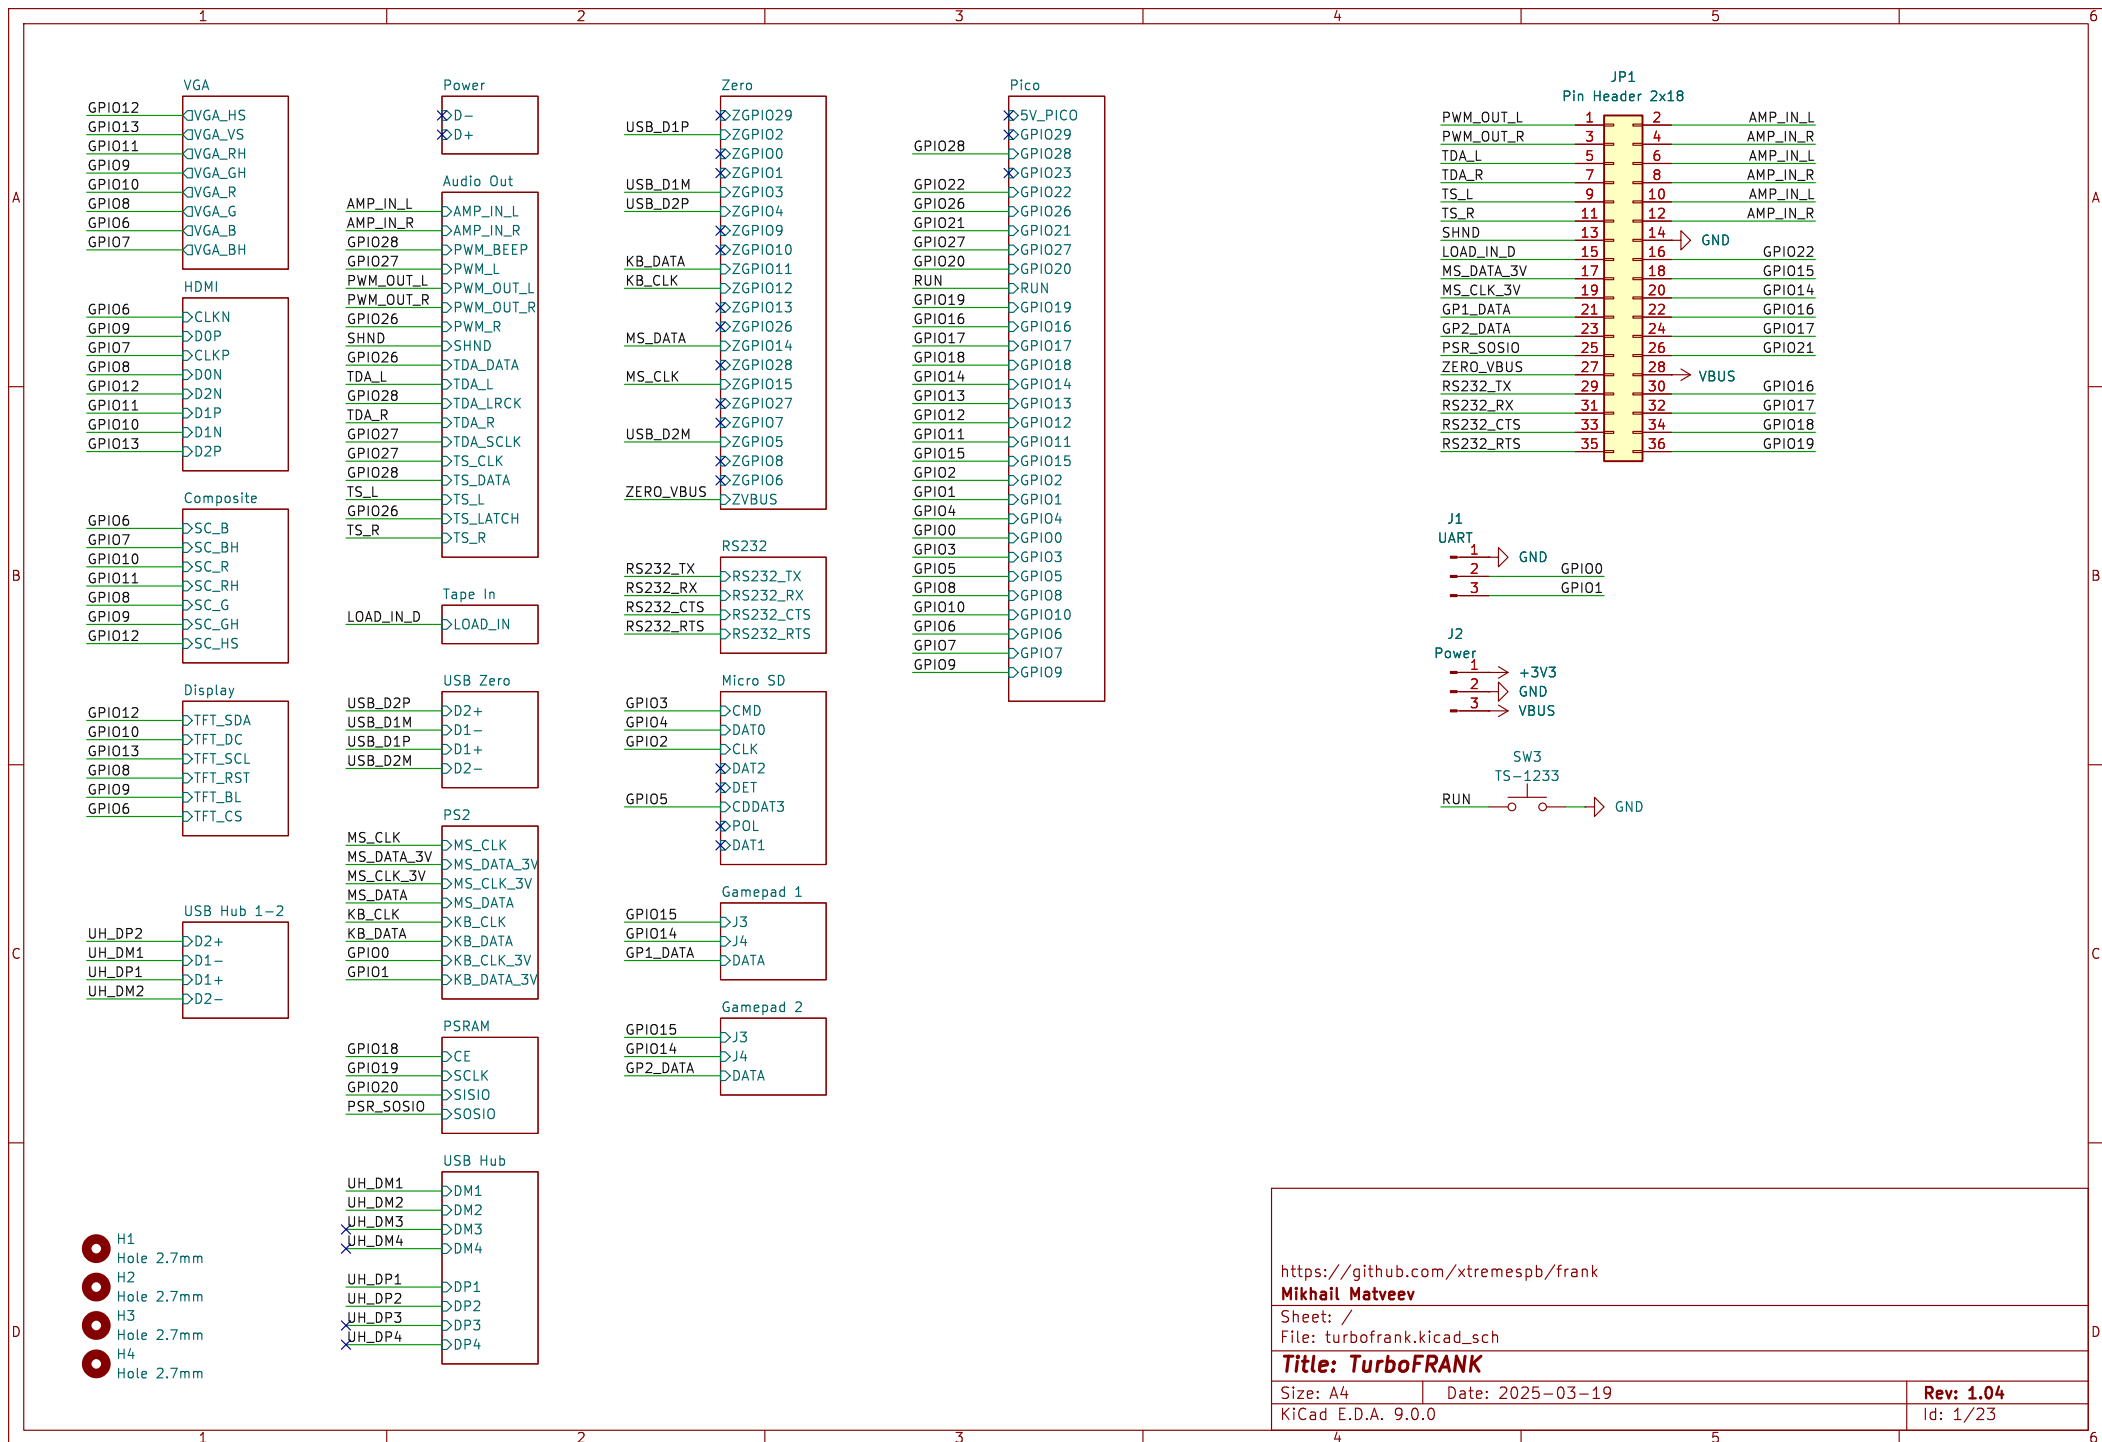 1 2 3 4 5 6
A
B
C
D
VGA
GPIO12 VGA_HS
GPIO13 VGA_VS
GPIO11 VGA_RH
GPIO9 VGA_GH
GPIO10 VGA_R
GPIO8 VGA_G
GPIO6 VGA_B
GPIO7 VGA_BH
HDMI
GPIO6 CLKN
GPIO9 D0P
GPIO7 CLKP
GPIO8 D0N
GPIO12 D2N
GPIO11 D1P
GPIO10 D1N
GPIO13 D2P
Composite
GPIO6 SC_B
GPIO7 SC_BH
GPIO10 SC_R
GPIO11 SC_RH
GPIO8 SC_G
GPIO9 SC_GH
GPIO12 SC_HS
Display
GPIO12 TFT_SDA
GPIO10 TFT_DC
GPIO13 TFT_SCL
GPIO8 TFT_RST
GPIO9 TFT_BL
GPIO6 TFT_CS
USB Hub 1-2
UH_DP2 D2+
UH_DM1 D1-
UH_DP1 D1+
UH_DM2 D2-
H1
Hole 2.7mm
H2
Hole 2.7mm
H3
Hole 2.7mm
H4
Hole 2.7mm
Power
D-
D+
Audio Out
AMP_IN_L AMP_IN_L
AMP_IN_R AMP_IN_R
GPIO28 PWM_BEEP
GPIO27 PWM_L
PWM_OUT_L PWM_OUT_L
PWM_OUT_R PWM_OUT_R
GPIO26 PWM_R
SHND SHND
GPIO26 TDA_DATA
TDA_L TDA_L
GPIO28 TDA_LRCK
TDA_R TDA_R
GPIO27 TDA_SCLK
GPIO27 TS_CLK
GPIO28 TS_DATA
TS_L TS_L
GPIO26 TS_LATCH
TS_R TS_R
Tape In
LOAD_IN_D LOAD_IN
USB Zero
USB_D2P D2+
USB_D1M D1-
USB_D1P D1+
USB_D2M D2-
PS2
MS_CLK MS_CLK
MS_DATA_3V MS_DATA_3V
MS_CLK_3V MS_CLK_3V
MS_DATA MS_DATA
KB_CLK KB_CLK
KB_DATA KB_DATA
GPIO0 KB_CLK_3V
GPIO1 KB_DATA_3V
PSRAM
GPIO18 CE
GPIO19 SCLK
GPIO20 SISIO
PSR_SOSIO SOSIO
USB Hub
UH_DM1 DM1
UH_DM2 DM2
UH_DM3 DM3
UH_DM4 DM4
UH_DP1 DP1
UH_DP2 DP2
UH_DP3 DP3
UH_DP4 DP4
Zero
ZGPIO29
USB_D1P ZGPIO2
ZGPIO0
ZGPIO1
USB_D1M ZGPIO3
USB_D2P ZGPIO4
ZGPIO9
ZGPIO10
KB_DATA ZGPIO11
KB_CLK ZGPIO12
ZGPIO13
ZGPIO26
MS_DATA ZGPIO14
ZGPIO28
MS_CLK ZGPIO15
ZGPIO27
ZGPIO7
USB_D2M ZGPIO5
ZGPIO8
ZGPIO6
ZERO_VBUS ZVBUS
RS232
RS232_TX RS232_TX
RS232_RX RS232_RX
RS232_CTS RS232_CTS
RS232_RTS RS232_RTS
Micro SD
GPIO3 CMD
GPIO4 DAT0
GPIO2 CLK
DAT2
DET
GPIO5 CDDAT3
POL
DAT1
Gamepad 1
GPIO15 J3
GPIO14 J4
GP1_DATA DATA
Gamepad 2
GPIO15 J3
GPIO14 J4
GP2_DATA DATA
Pico
5V_PICO
GPIO29
GPIO28 GPIO28
GPIO23
GPIO22 GPIO22
GPIO26 GPIO26
GPIO21 GPIO21
GPIO27 GPIO27
GPIO20 GPIO20
RUN RUN
GPIO19 GPIO19
GPIO16 GPIO16
GPIO17 GPIO17
GPIO18 GPIO18
GPIO14 GPIO14
GPIO13 GPIO13
GPIO12 GPIO12
GPIO11 GPIO11
GPIO15 GPIO15
GPIO2 GPIO2
GPIO1 GPIO1
GPIO4 GPIO4
GPIO0 GPIO0
GPIO3 GPIO3
GPIO5 GPIO5
GPIO8 GPIO8
GPIO10 GPIO10
GPIO6 GPIO6
GPIO7 GPIO7
GPIO9 GPIO9
JP1
Pin Header 2x18
PWM_OUT_L 1 2 AMP_IN_L
PWM_OUT_R 3 4 AMP_IN_R
TDA_L 5 6 AMP_IN_L
TDA_R 7 8 AMP_IN_R
TS_L 9 10 AMP_IN_L
TS_R 11 12 AMP_IN_R
SHND 13 14 GND
LOAD_IN_D 15 16 GPIO22
MS_DATA_3V 17 18 GPIO15
MS_CLK_3V 19 20 GPIO14
GP1_DATA 21 22 GPIO16
GP2_DATA 23 24 GPIO17
PSR_SOSIO 25 26 GPIO21
ZERO_VBUS 27 28 VBUS
RS232_TX 29 30 GPIO16
RS232_RX 31 32 GPIO17
RS232_CTS 33 34 GPIO18
RS232_RTS 35 36 GPIO19
J1
UART
1 GND
2 GPIO0
3 GPIO1
J2
Power
1 +3V3
2 GND
3 VBUS
SW3
TS-1233
RUN GND
https://github.com/xtremespb/frank
Mikhail Matveev
Sheet: /
File: turbofrank.kicad_sch
Title: TurboFRANK
Size: A4 Date: 2025-03-19 Rev: 1.04
KiCad E.D.A. 9.0.0 Id: 1/23
A
B
C
D
1 2 3 4 5 6